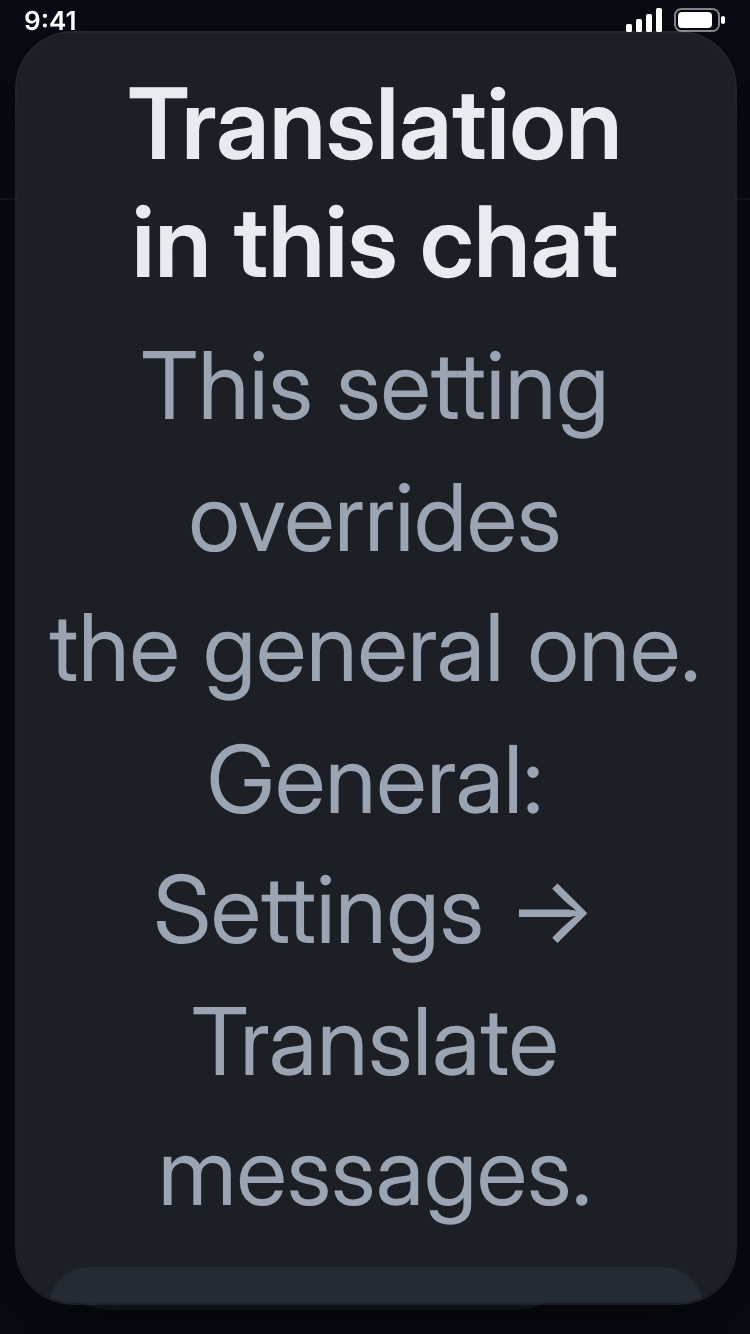 9:41
Translation
in this chat
This setting
overrides
the general one.
General:
Settings →
Translate
messages.